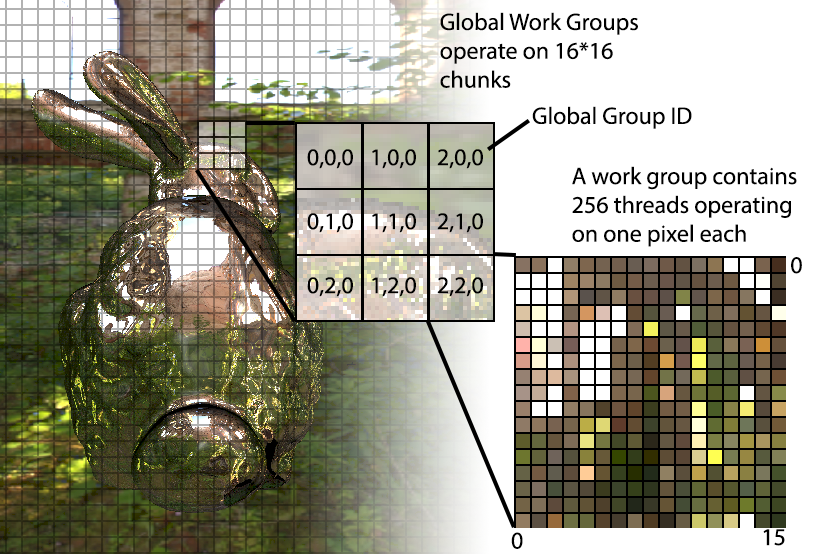 Global Work Groups
operate on 16*16
chunks
Global Group ID
0,0,0 1,0,0 2,0,0
A work group contains
256 threads operating
on one pixel each
0,1,0 1,1,0 2,1,0
0
0,2,0 1,2,0 2,2,0
0 15